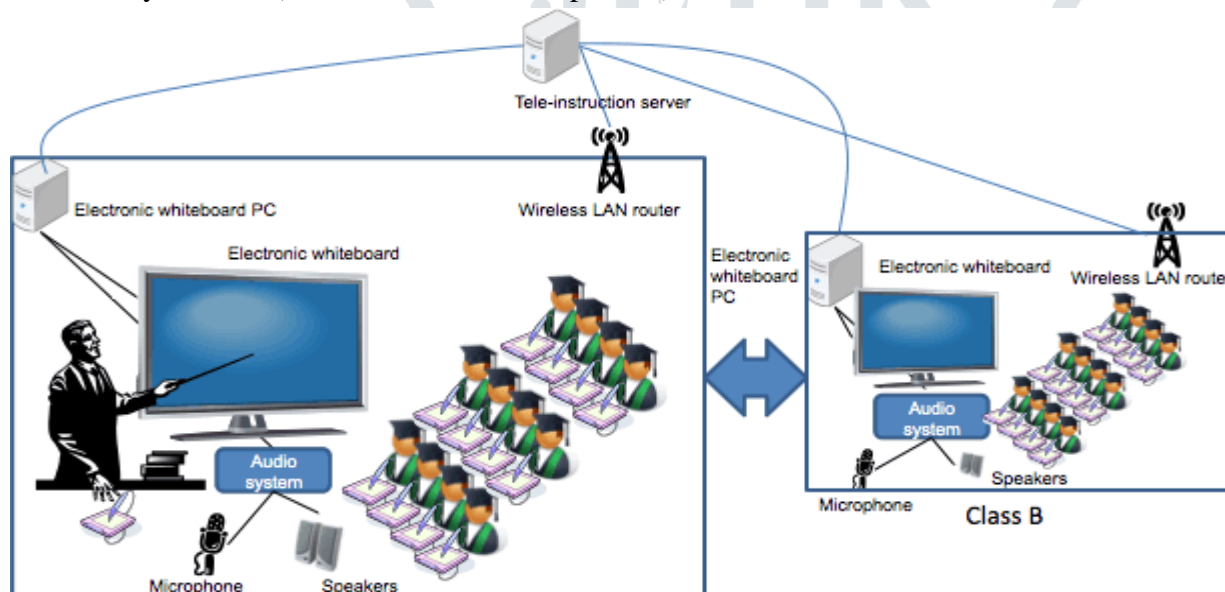 Tele-instruction server
Electronic whiteboard PC
Wireless LAN router
Electronic whiteboard
Audio
system
Microphone
Speakers
Electronic
whiteboard
PC
Electronic whiteboard
Wireless LAN route
Audio
system
Speakers
Microphone
Class B